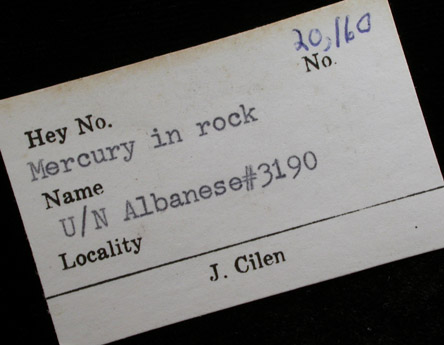 20,160
No.
Hey No.
Mercury in rock
Name
U/N Albanese#3190
Locality
J. Cilen